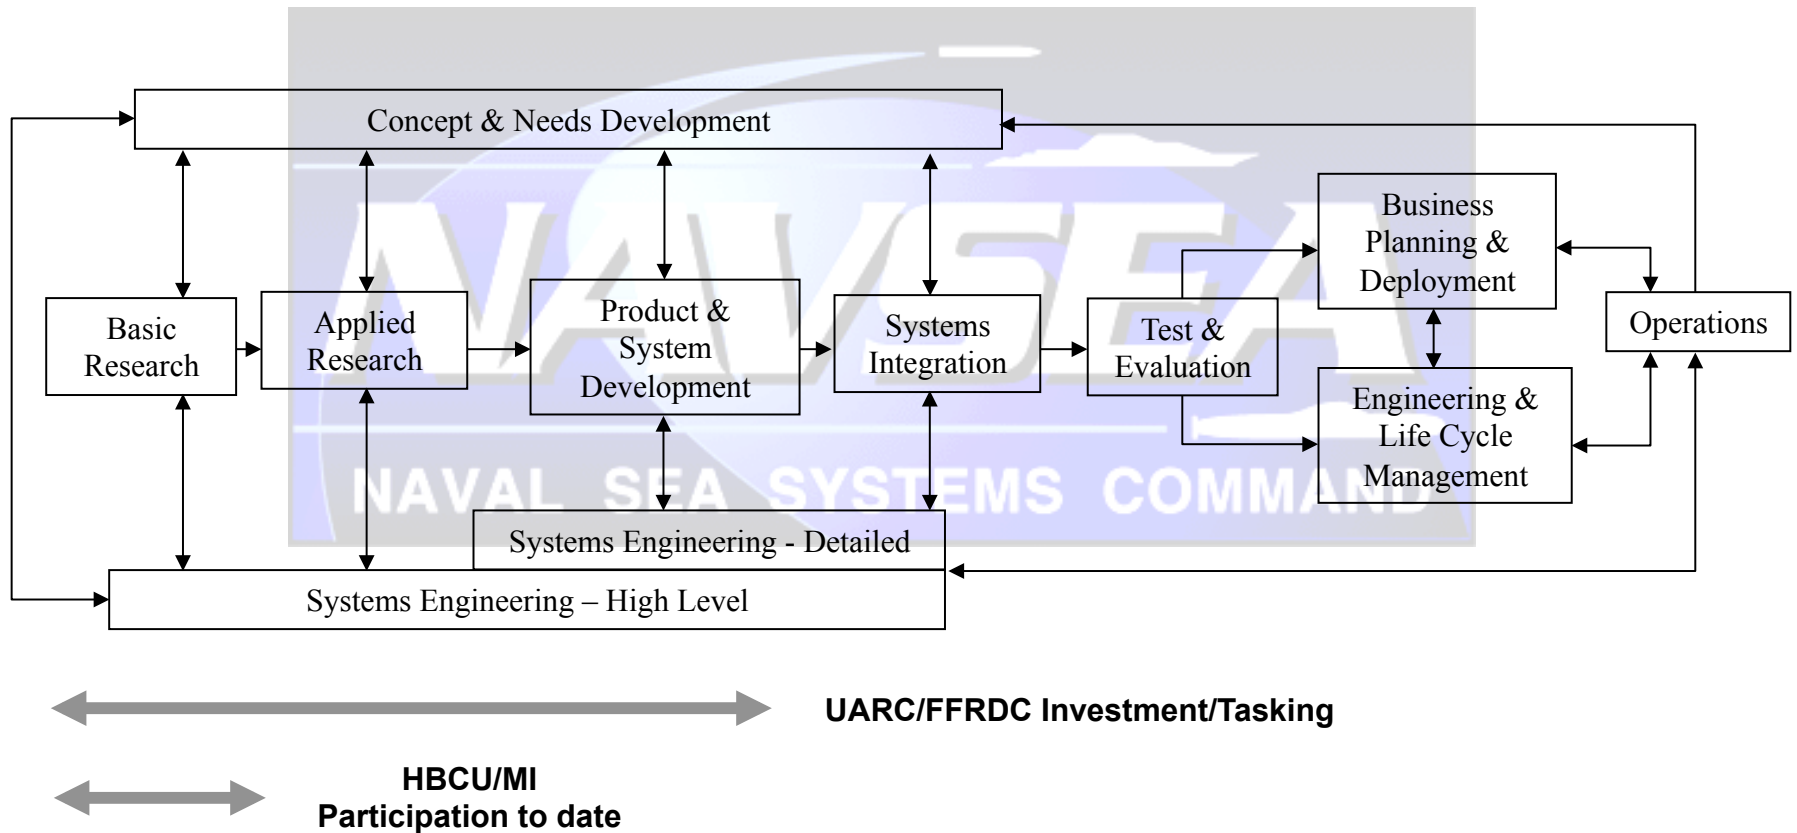 Concept & Needs Development
Business
Planning &
Deployment
Basic
Research
Applied
Research
Product &
System
Development
Systems
Integration
Test &
Evaluation
Operations
Engineering &
Life Cycle
Management
NAVSEA
NAVAL SEA SYSTEMS COMMAND
Systems Engineering - Detailed
Systems Engineering – High Level
UARC/FFRDC Investment/Tasking
HBCU/MI
Participation to date